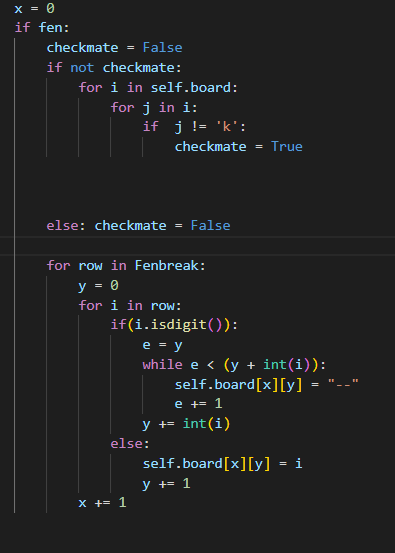 x = 0
if fen:
    checkmate = False
    if not checkmate:
        for i in self.board:
            for j in i:
                if  j != 'k':
                    checkmate = True
    else: checkmate = False
    for row in Fenbreak:
        y = 0
        for i in row:
            if(i.isdigit()):
                e = y
                while e < (y + int(i)):
                    self.board[x][y] = "--"
                    e += 1
                y += int(i)
            else:
                self.board[x][y] = i
                y += 1
        x += 1